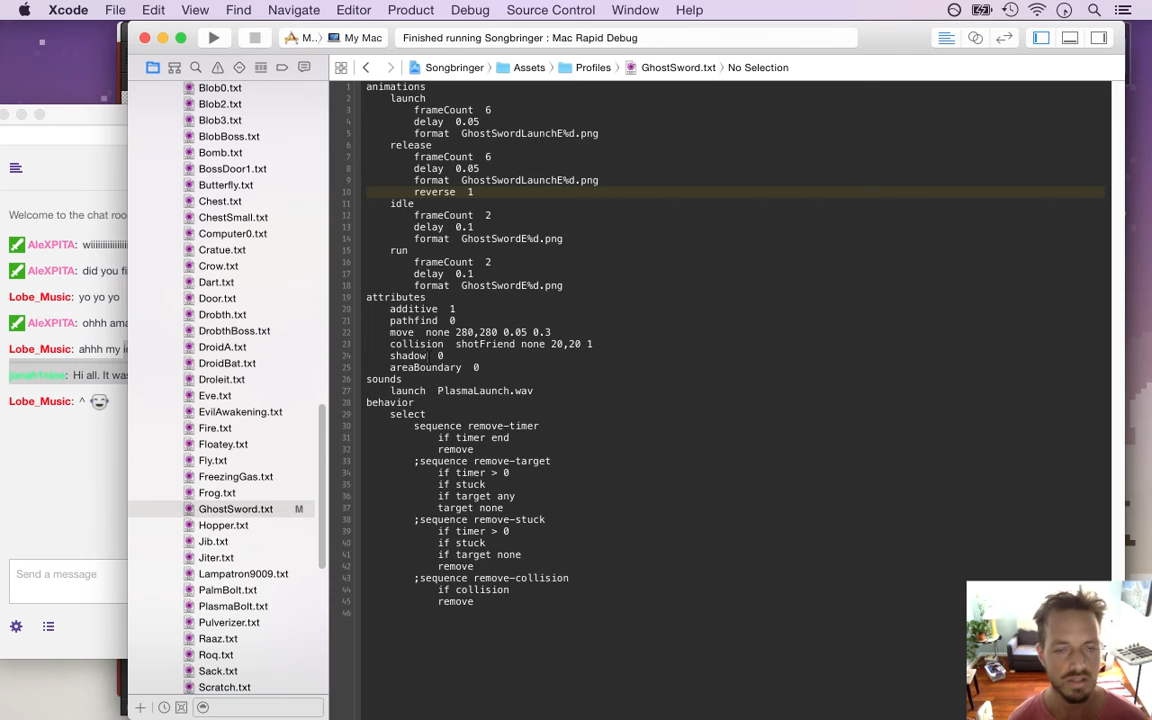 Xcode File Edit View Find Navigate Editor Product Debug Source Control Window Help
M.. My Mac Finished running Songbringer : Mac Rapid Debug
Songbringer Assets Profiles GhostSword.txt No Selection
Welcome to the chat roo
AleXPITA: wiiiiiiiiiiiiii
AleXPITA: did you fi
Lobe_Music: yo yo yo
AleXPITA: ohhh ama
Lobe_Music: ahhh my i
jonah1nine: Hi all. It was
Lobe_Music: ^
Send a message
Blob0.txt
Blob2.txt
Blob3.txt
BlobBoss.txt
Bomb.txt
BossDoor1.txt
Butterfly.txt
Chest.txt
ChestSmall.txt
Computer0.txt
Cratue.txt
Crow.txt
Dart.txt
Door.txt
Drobth.txt
DrobthBoss.txt
DroidA.txt
DroidBat.txt
Droleit.txt
Eve.txt
EvilAwakening.txt
Fire.txt
Floatey.txt
Fly.txt
FreezingGas.txt
Frog.txt
GhostSword.txt M
Hopper.txt
Jib.txt
Jiter.txt
Lampatron9009.txt
PalmBolt.txt
PlasmaBolt.txt
Pulverizer.txt
Raaz.txt
Roq.txt
Sack.txt
Scratch.txt
1 animations
2 launch
3 frameCount 6
4 delay 0.05
5 format GhostSwordLaunchE%d.png
6 release
7 frameCount 6
8 delay 0.05
9 format GhostSwordLaunchE%d.png
10 reverse 1
11 idle
12 frameCount 2
13 delay 0.1
14 format GhostSwordE%d.png
15 run
16 frameCount 2
17 delay 0.1
18 format GhostSwordE%d.png
19 attributes
20 additive 1
21 pathfind 0
22 move none 280,280 0.05 0.3
23 collision shotFriend none 20,20 1
24 shadow 0
25 areaBoundary 0
26 sounds
27 launch PlasmaLaunch.wav
28 behavior
29 select
30 sequence remove-timer
31 if timer end
32 remove
33 ;sequence remove-target
34 if timer > 0
35 if stuck
36 if target any
37 target none
38 ;sequence remove-stuck
39 if timer > 0
40 if stuck
41 if target none
42 remove
43 ;sequence remove-collision
44 if collision
45 remove
46